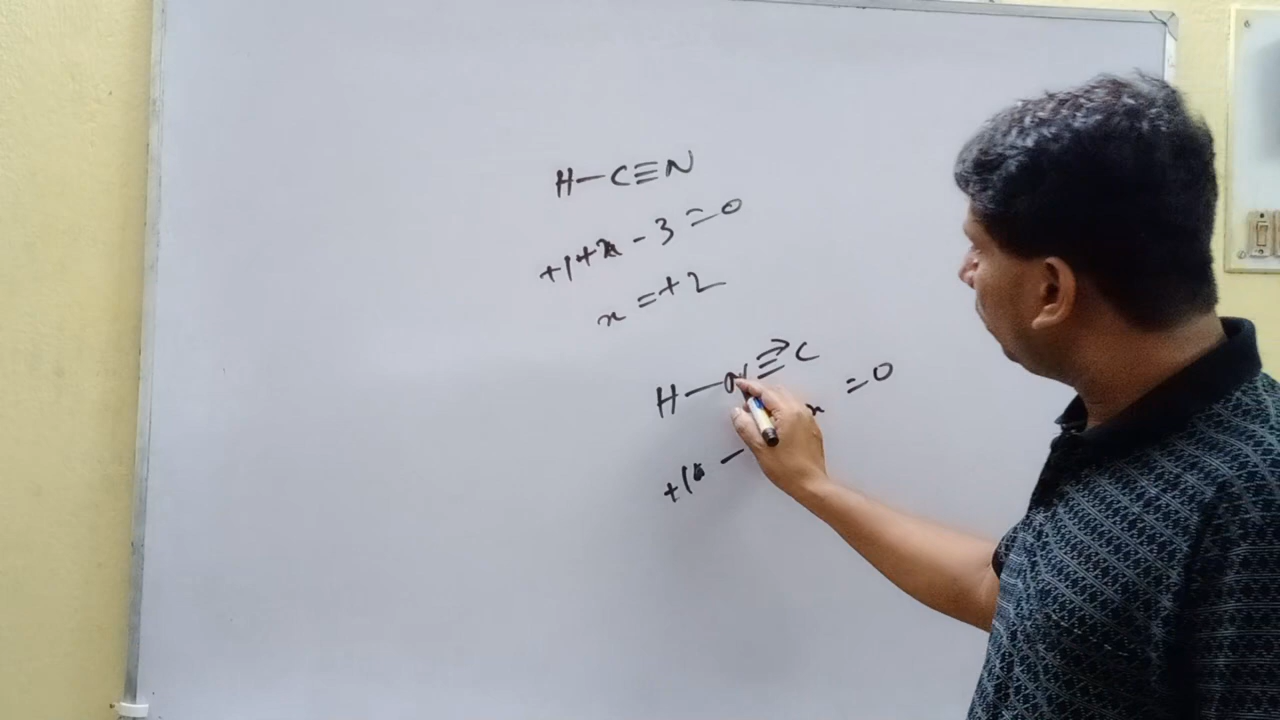 H-C≡N
+1+x-3=0
x=+2
H-N⇛C
+1 - x =0